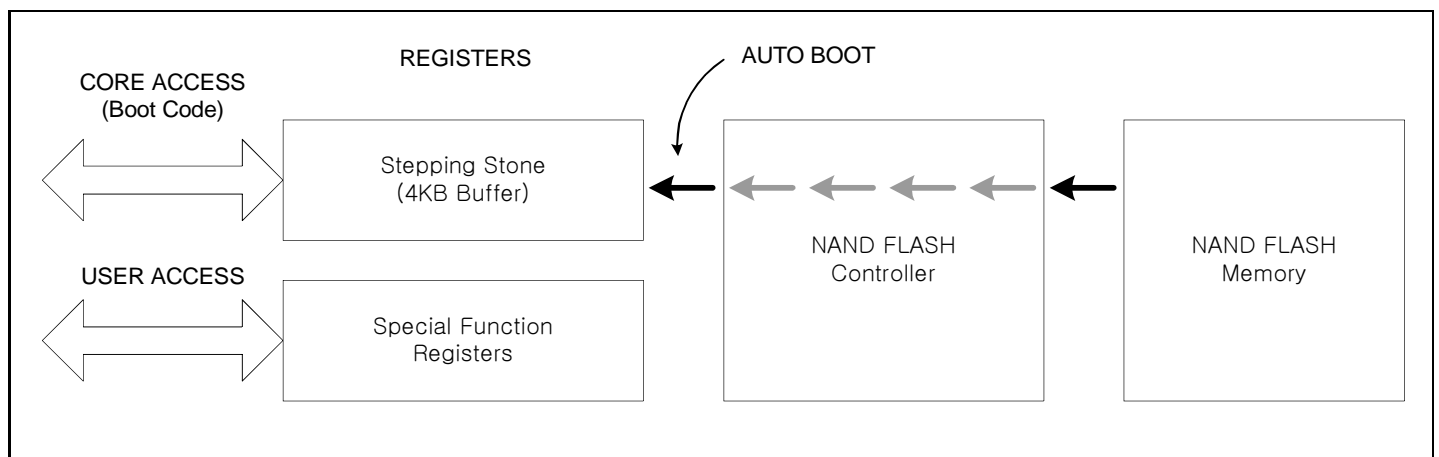 REGISTERS
AUTO BOOT
CORE ACCESS
(Boot Code)
Stepping Stone
(4KB Buffer)
NAND FLASH
Controller
NAND FLASH
Memory
USER ACCESS
Special Function
Registers